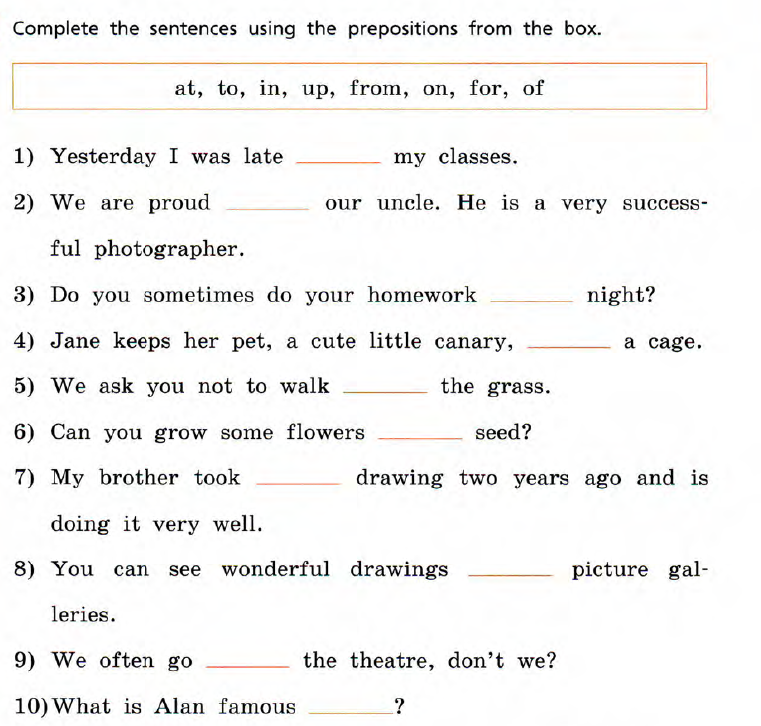 Complete the sentences using the prepositions from the box.
at, to, in, up, from, on, for, of
1) Yesterday I was late ______ my classes.
2) We are proud ______ our uncle. He is a very success-
ful photographer.
3) Do you sometimes do your homework ______ night?
4) Jane keeps her pet, a cute little canary, ______ a cage.
5) We ask you not to walk ______ the grass.
6) Can you grow some flowers ______ seed?
7) My brother took ______ drawing two years ago and is
doing it very well.
8) You can see wonderful drawings ______ picture gal-
leries.
9) We often go ______ the theatre, don't we?
10) What is Alan famous ______?